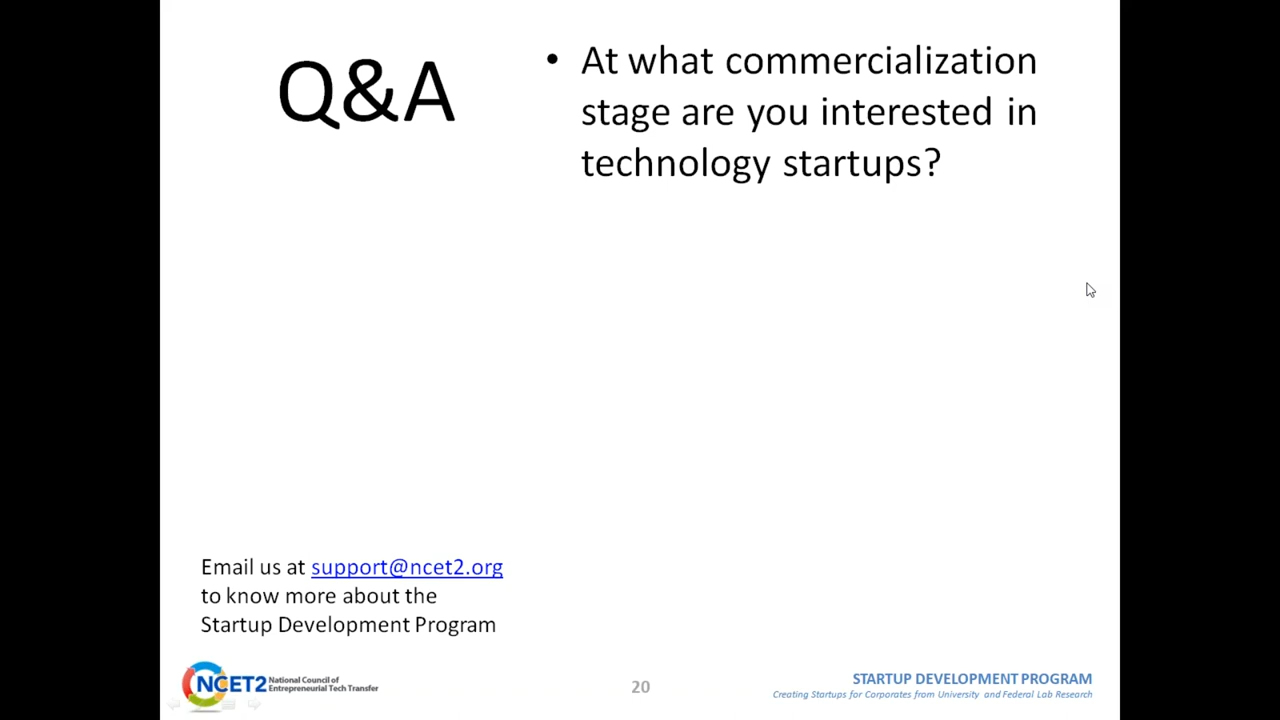 Q&A
• At what commercialization
stage are you interested in
technology startups?
Email us at support@ncet2.org
to know more about the
Startup Development Program
NCET2 National Council of
Entrepreneurial Tech Transfer
20
STARTUP DEVELOPMENT PROGRAM
Creating Startups for Corporates from University and Federal Lab Research